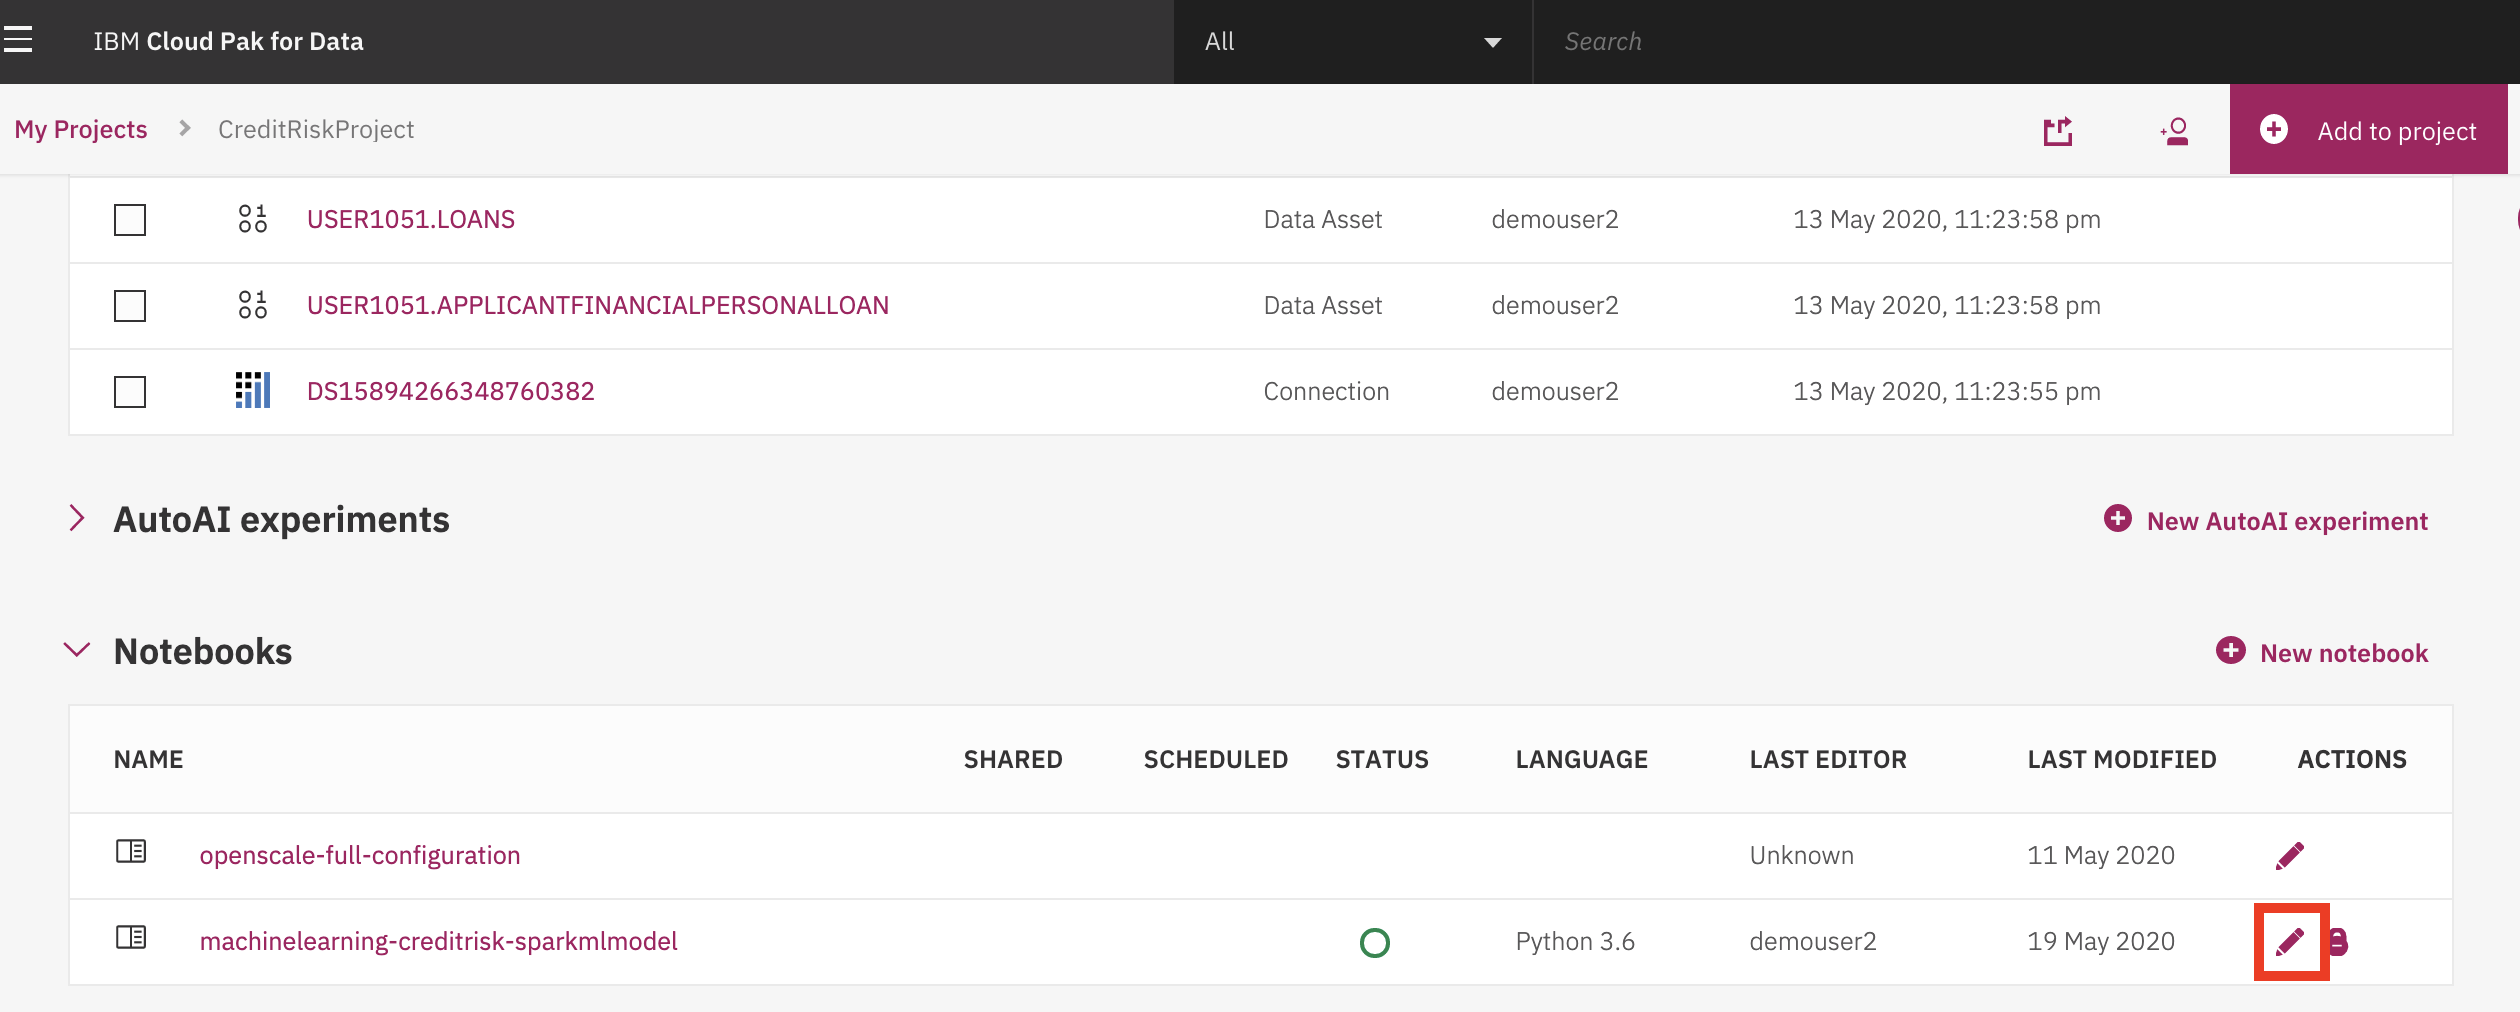 IBM Cloud Pak for Data All Search
My Projects > CreditRiskProject Add to project
USER1051.LOANS Data Asset demouser2 13 May 2020, 11:23:58 pm
USER1051.APPLICANTFINANCIALPERSONALLOAN Data Asset demouser2 13 May 2020, 11:23:58 pm
DS15894266348760382 Connection demouser2 13 May 2020, 11:23:55 pm
AutoAI experiments New AutoAI experiment
Notebooks New notebook
NAME SHARED SCHEDULED STATUS LANGUAGE LAST EDITOR LAST MODIFIED ACTIONS
openscale-full-configuration Unknown 11 May 2020
machinelearning-creditrisk-sparkmlmodel Python 3.6 demouser2 19 May 2020